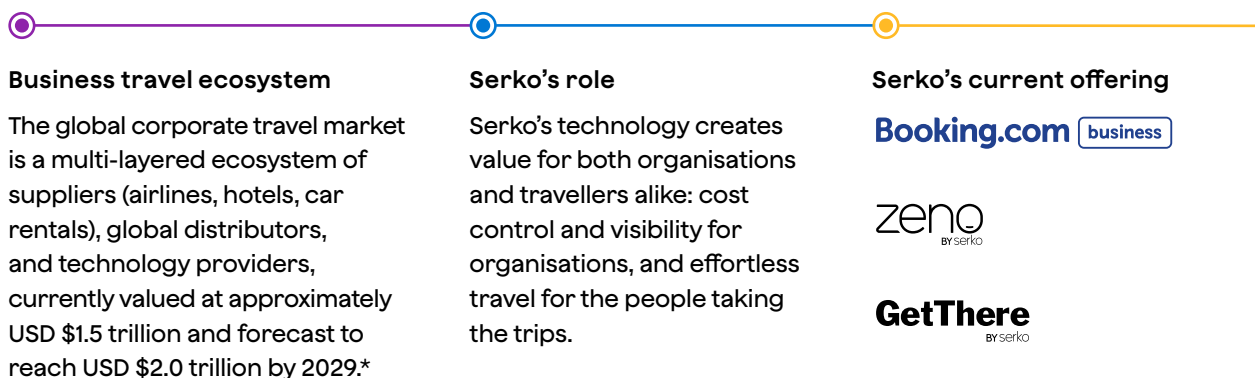 Business travel ecosystem
The global corporate travel market
is a multi-layered ecosystem of
suppliers (airlines, hotels, car
rentals), global distributors,
and technology providers,
currently valued at approximately
USD $1.5 trillion and forecast to
reach USD $2.0 trillion by 2029.*
Serko’s role
Serko’s technology creates
value for both organisations
and travellers alike: cost
control and visibility for
organisations, and effortless
travel for the people taking
the trips.
Serko’s current offering
Booking.com business
zeno
BY serko
GetThere
BY serko